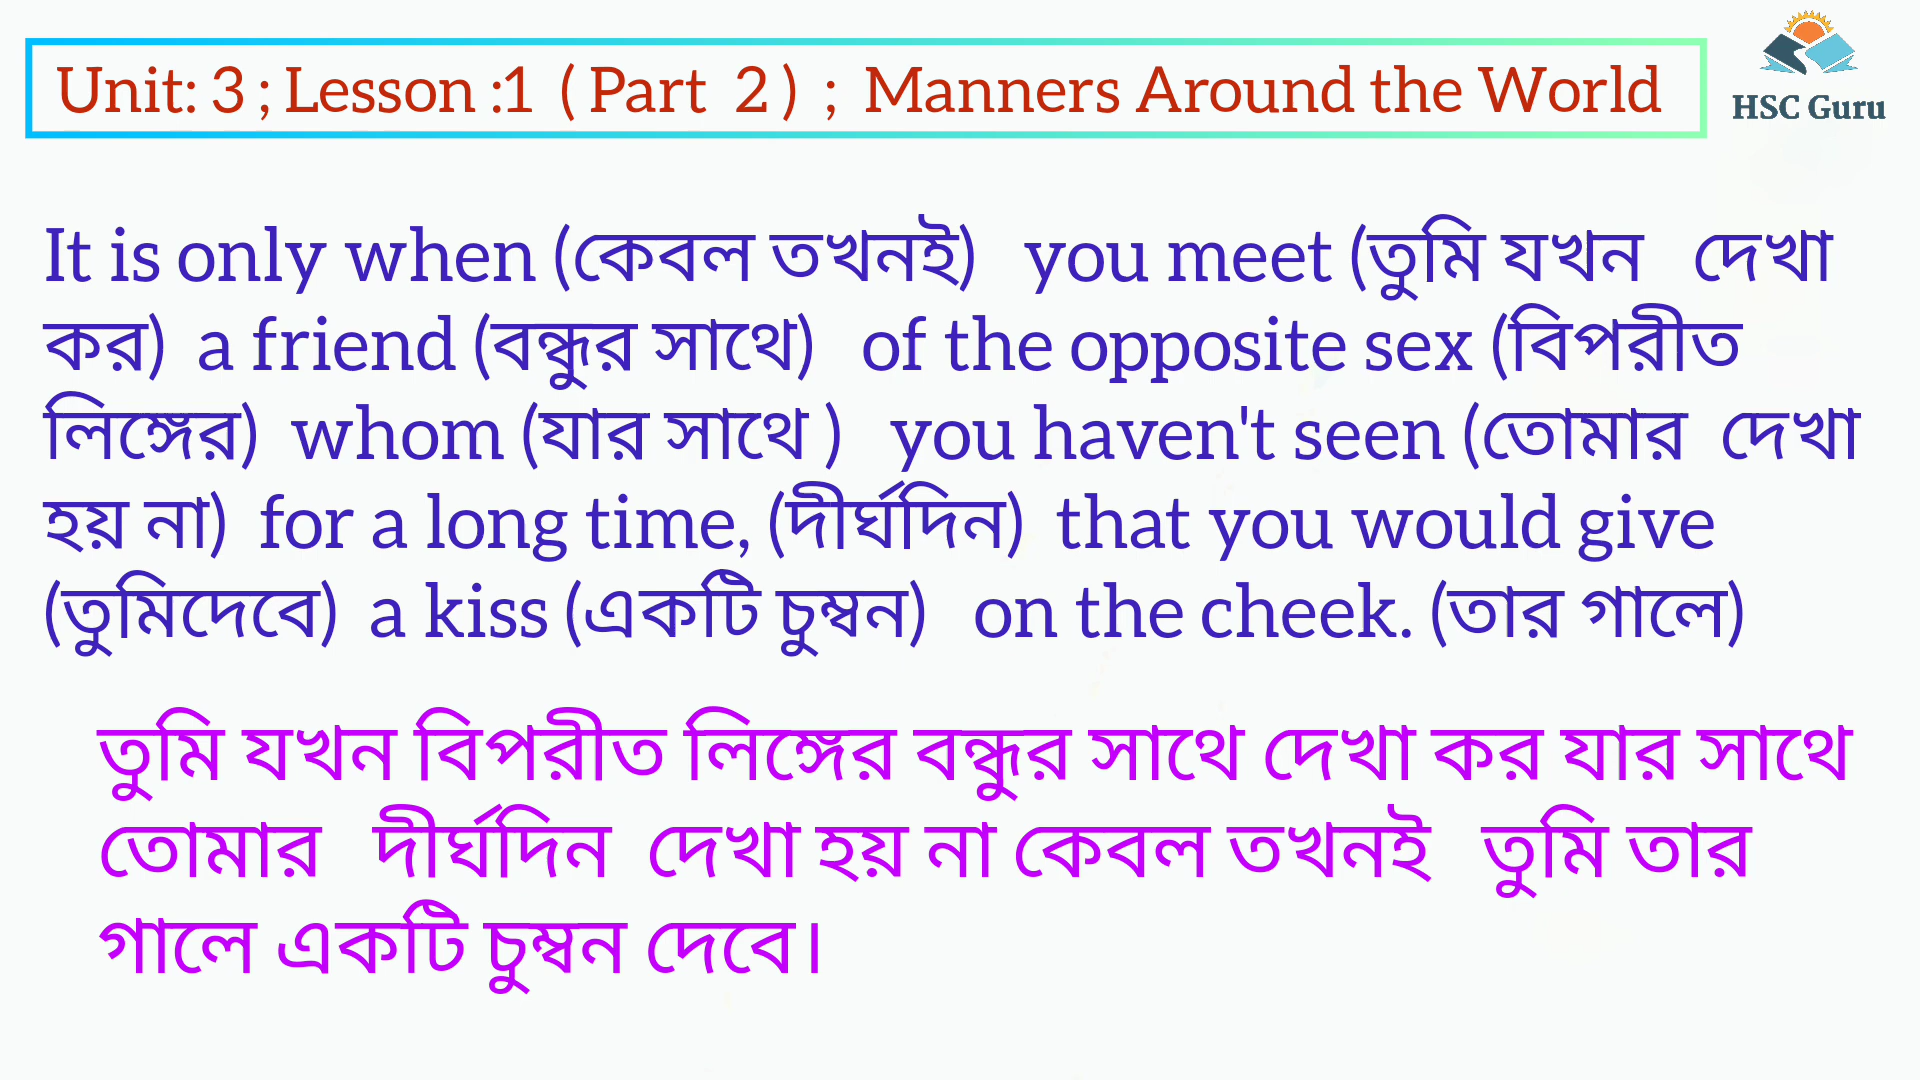 Unit: 3 ; Lesson :1 ( Part 2 ) ; Manners Around the World
HSC Guru
It is only when (কেবল তখনই) you meet (তুমি যখন দেখা
কর) a friend (বন্ধুর সাথে) of the opposite sex (বিপরীত
লিঙ্গের) whom (যার সাথে ) you haven't seen (তোমার দেখা
হয় না) for a long time, (দীর্ঘদিন) that you would give
(তুমিদেবে) a kiss (একটি চুম্বন) on the cheek. (তার গালে)
তুমি যখন বিপরীত লিঙ্গের বন্ধুর সাথে দেখা কর যার সাথে
তোমার দীর্ঘদিন দেখা হয় না কেবল তখনই তুমি তার
গালে একটি চুম্বন দেবে।